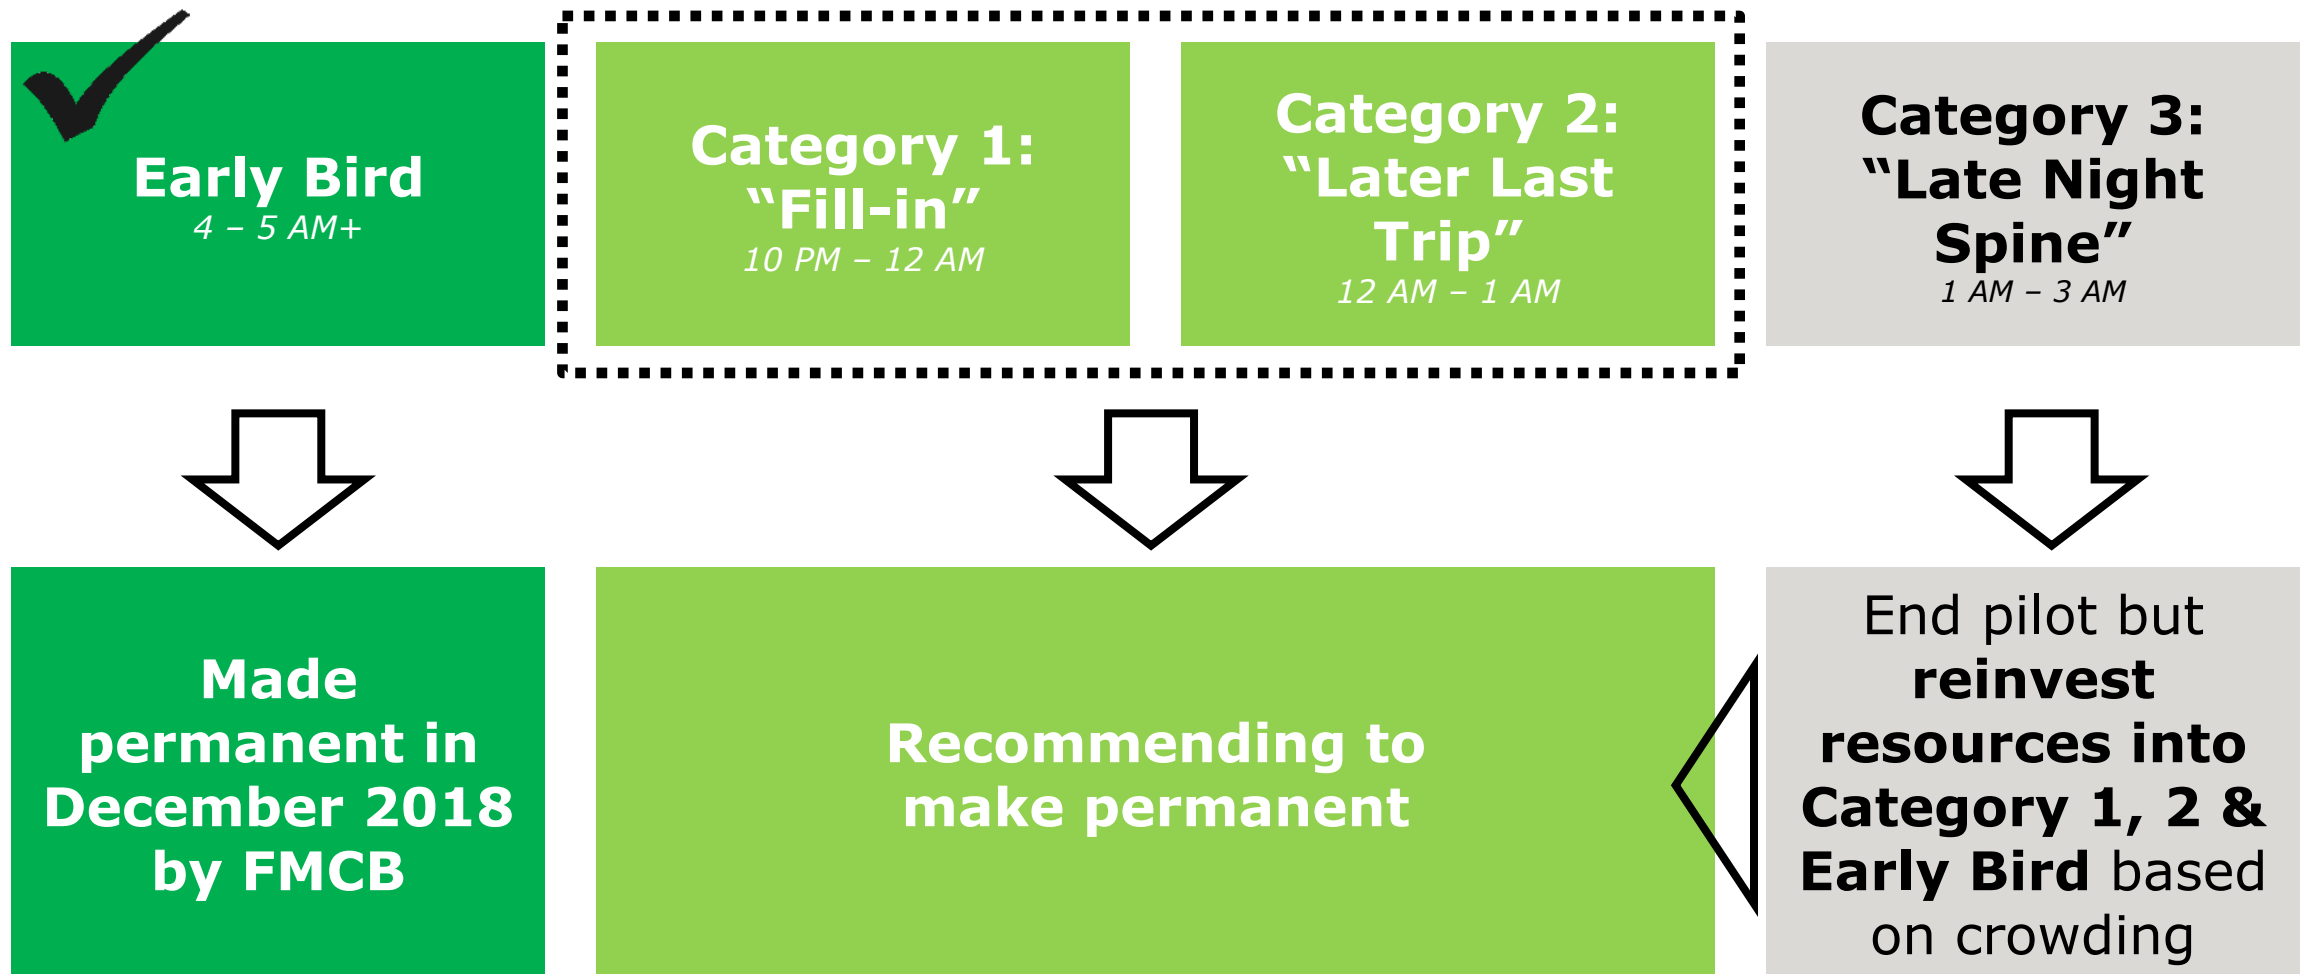 Early Bird
4 – 5 AM+
Category 1:
“Fill-in”
10 PM – 12 AM
Category 2:
“Later Last
Trip”
12 AM – 1 AM
Category 3:
“Late Night
Spine”
1 AM – 3 AM
Made
permanent in
December 2018
by FMCB
Recommending to
make permanent
End pilot but
reinvest
resources into
Category 1, 2 &
Early Bird based
on crowding